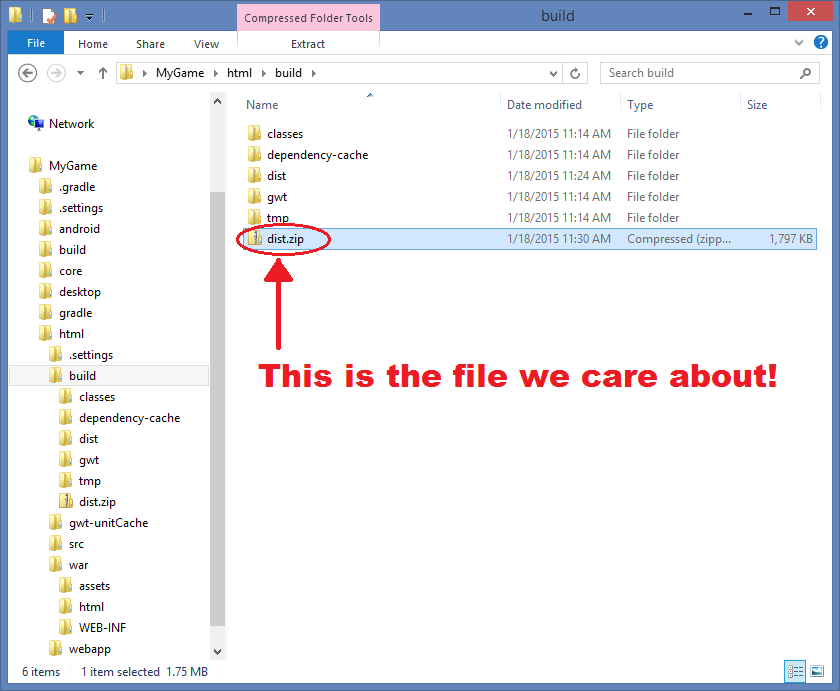 Compressed Folder Tools
build
File
Home
Share
View
Extract
MyGame
html
build
Search build
Name
Date modified
Type
Size
Network
MyGame
.gradle
.settings
android
build
core
desktop
gradle
html
.settings
build
classes
dependency-cache
dist
gwt
tmp
dist.zip
gwt-unitCache
src
war
assets
html
WEB-INF
webapp
classes 1/18/2015 11:14 AM File folder
dependency-cache 1/18/2015 11:14 AM File folder
dist 1/18/2015 11:24 AM File folder
gwt 1/18/2015 11:14 AM File folder
tmp 1/18/2015 11:14 AM File folder
dist.zip 1/18/2015 11:30 AM Compressed (zipp... 1,797 KB
This is the file we care about!
6 items 1 item selected 1.75 MB